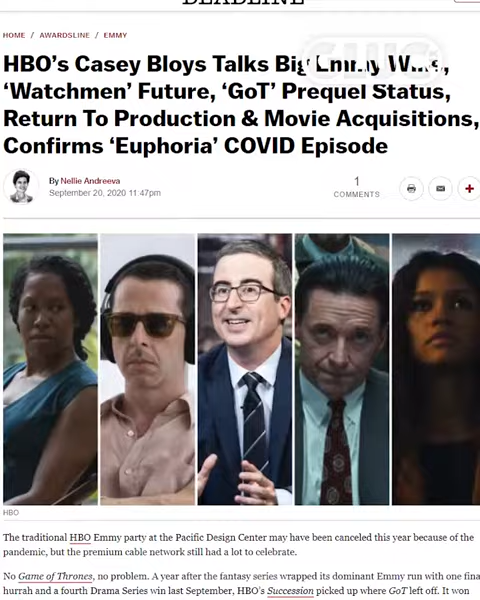 DEADLINE
HOME / AWARDSLINE / EMMY
HBO's Casey Bloys Talks Big Emmy Wins,
'Watchmen' Future, 'GoT' Prequel Status,
Return To Production & Movie Acquisitions,
Confirms 'Euphoria' COVID Episode
By Nellie Andreeva
September 20, 2020 11:47pm
1
COMMENTS
HBO
The traditional HBO Emmy party at the Pacific Design Center may have been canceled this year because of the
pandemic, but the premium cable network still had a lot to celebrate.
No Game of Thrones, no problem. A year after the fantasy series wrapped its dominant Emmy run with one fina
hurrah and a fourth Drama Series win last September, HBO's Succession picked up where GoT left off. It won